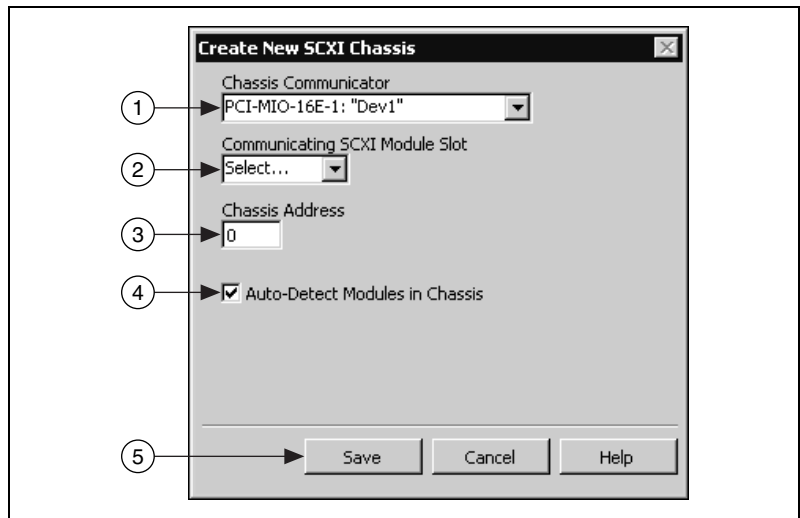 Create New SCXI Chassis
Chassis Communicator
1
PCI-MIO-16E-1: "Dev1"
Communicating SCXI Module Slot
2
Select...
Chassis Address
3
0
4
Auto-Detect Modules in Chassis
5
Save Cancel Help